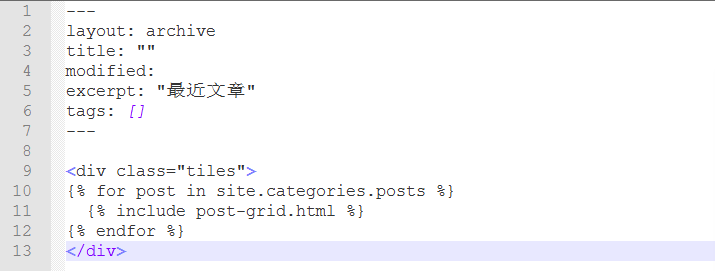 1 ---
2 layout: archive
3 title: ""
4 modified:
5 excerpt: "最近文章"
6 tags: []
7 ---
8
9 <div class="tiles">
10 {% for post in site.categories.posts %}
11   {% include post-grid.html %}
12 {% endfor %}
13 </div>